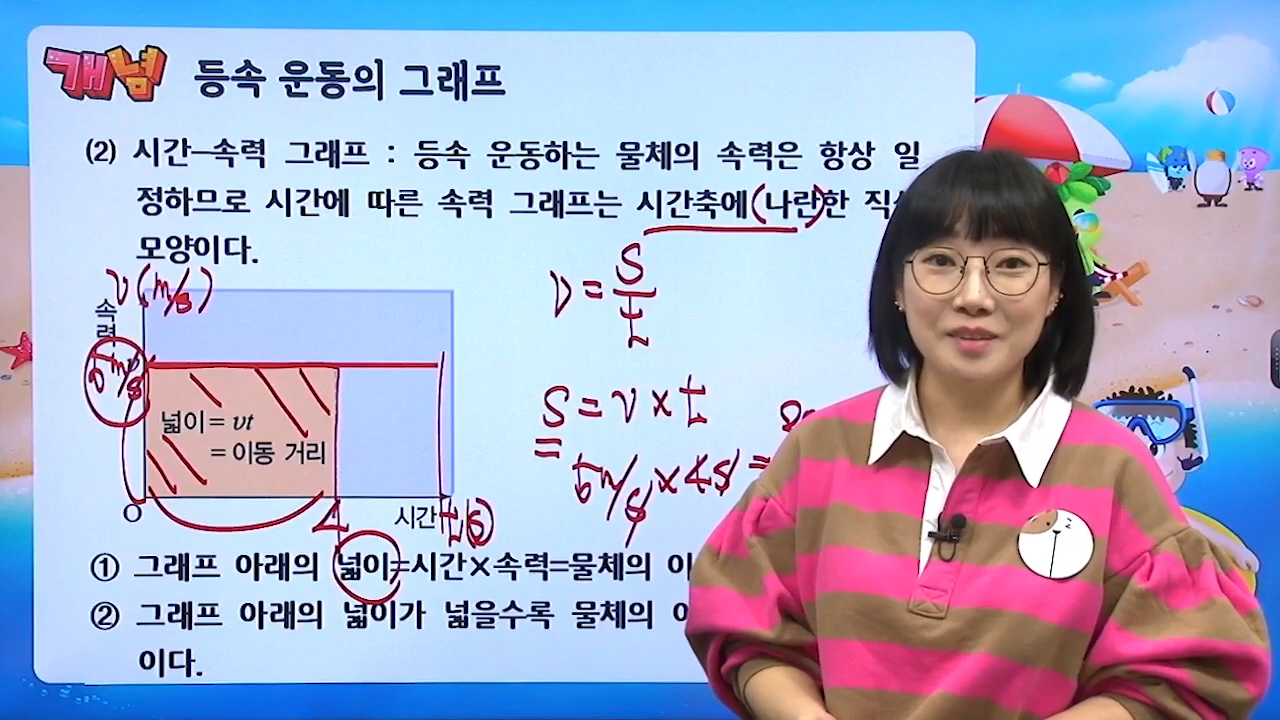 개념 등속 운동의 그래프
(2) 시간-속력 그래프 : 등속 운동하는 물체의 속력은 항상 일
정하므로 시간에 따른 속력 그래프는 시간축에 (나란)한
모양이다.
v(m/s)
속력
5m/s
넓이=vt
=이동 거리
O
4
시간 t(s)
v = s/t
s = v × t
5m/s × 4s =
① 그래프 아래의 넓이=시간×속력=물체의
② 그래프 아래의 넓이가 넓을수록 물체의
이다.
z z